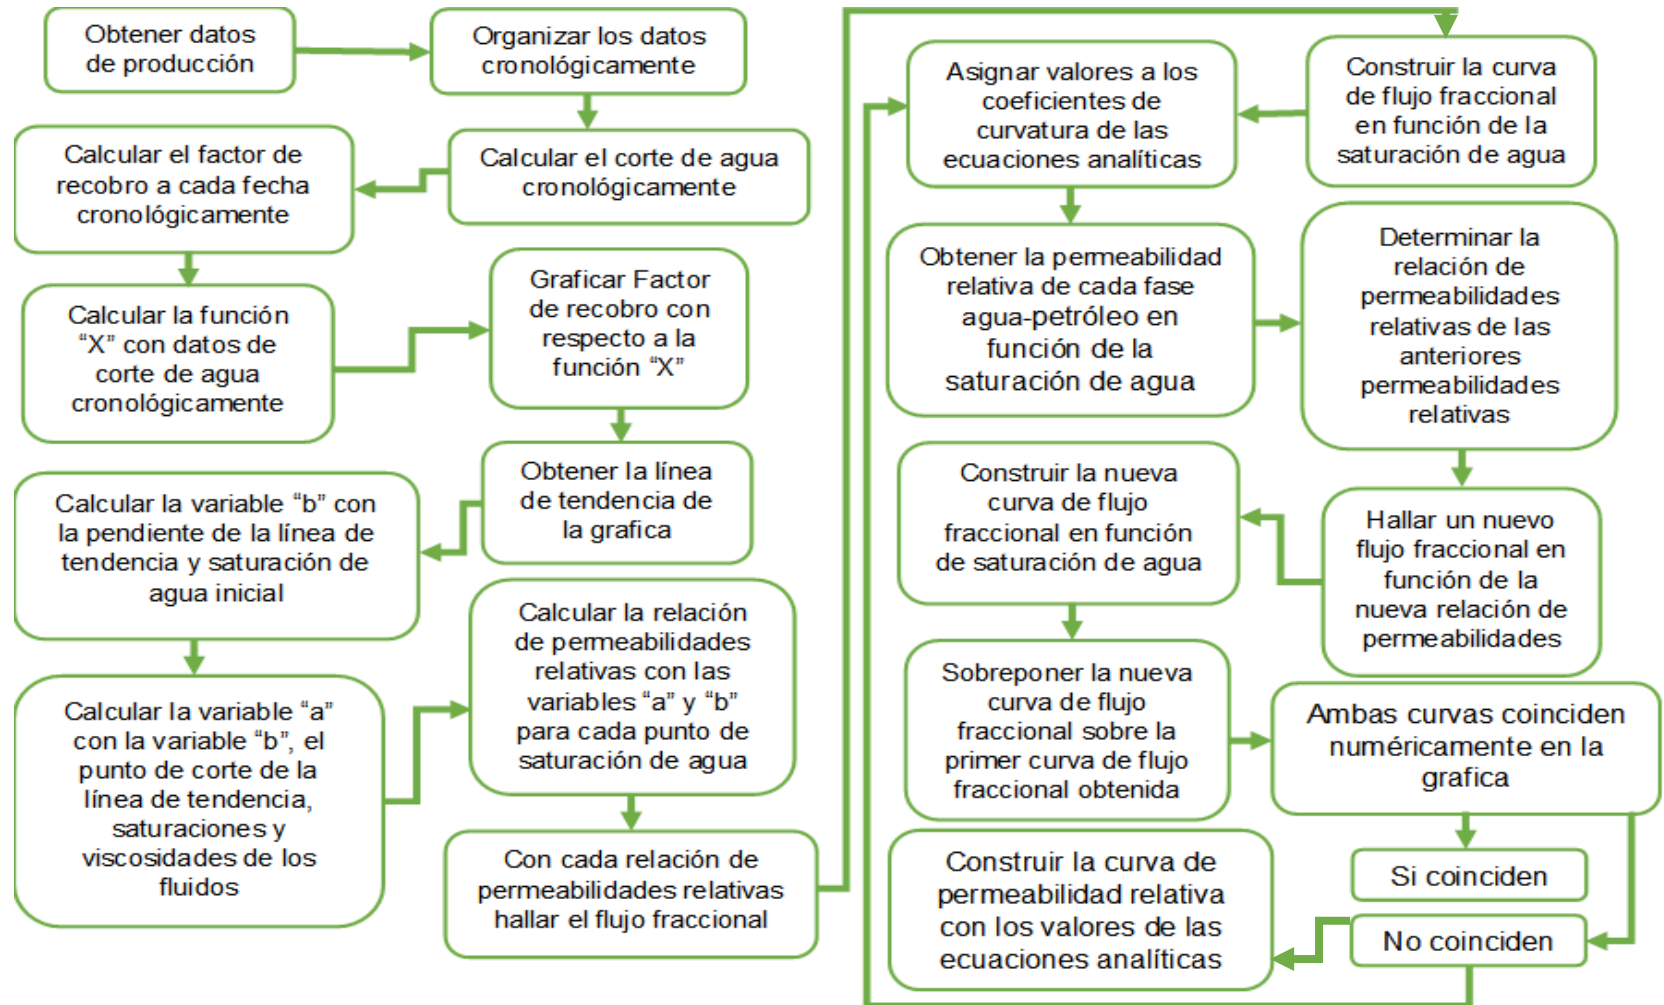 Obtener datos
de producción
Organizar los datos
cronológicamente
Calcular el corte de agua
cronológicamente
Calcular el factor de
recobro a cada fecha
cronológicamente
Calcular la función
“X” con datos de
corte de agua
cronológicamente
Graficar Factor
de recobro con
respecto a la
función “X”
Obtener la línea
de tendencia de
la grafica
Calcular la variable “b” con
la pendiente de la línea de
tendencia y saturación de
agua inicial
Calcular la variable “a”
con la variable “b”, el
punto de corte de la
línea de tendencia,
saturaciones y
viscosidades de los
fluidos
Calcular la relación
de permeabilidades
relativas con las
variables “a” y “b”
para cada punto de
saturación de agua
Con cada relación de
permeabilidades relativas
hallar el flujo fraccional
Construir la curva
de flujo fraccional
en función de la
saturación de agua
Asignar valores a los
coeficientes de
curvatura de las
ecuaciones analíticas
Obtener la permeabilidad
relativa de cada fase
agua-petróleo en
función de la
saturación de agua
Determinar la
relación de
permeabilidades
relativas de las
anteriores
permeabilidades
relativas
Hallar un nuevo
flujo fraccional en
función de la
nueva relación de
permeabilidades
Construir la nueva
curva de flujo
fraccional en función
de saturación de agua
Sobreponer la nueva
curva de flujo
fraccional sobre la
primer curva de flujo
fraccional obtenida
Ambas curvas coinciden
numéricamente en la
grafica
Si coinciden
No coinciden
Construir la curva de
permeabilidad relativa
con los valores de las
ecuaciones analíticas